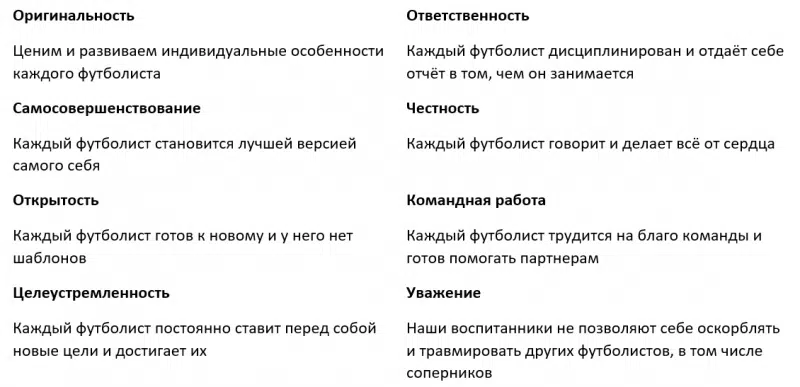 Оригинальность
Ценим и развиваем индивидуальные особенности
каждого футболиста
Самосовершенствование
Каждый футболист становится лучшей версией
самого себя
Открытость
Каждый футболист готов к новому и у него нет
шаблонов
Целеустремленность
Каждый футболист постоянно ставит перед собой
новые цели и достигает их
Ответственность
Каждый футболист дисциплинирован и отдаёт себе
отчёт в том, чем он занимается
Честность
Каждый футболист говорит и делает всё от сердца
Командная работа
Каждый футболист трудится на благо команды и
готов помогать партнерам
Уважение
Наши воспитанники не позволяют себе оскорблять
и травмировать других футболистов, в том числе
соперников